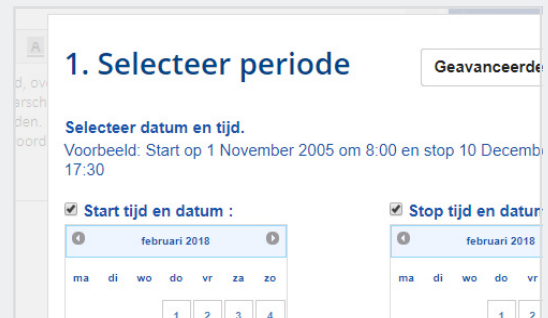 A
1. Selecteer periode
Geavanceerde
Selecteer datum en tijd.
Voorbeeld: Start op 1 November 2005 om 8:00 en stop 10 Decemb
17:30
Start tijd en datum :
Stop tijd en datum
februari 2018
februari 2018
ma di wo do vr za zo
ma di wo do vr
1 2 3 4
1 2